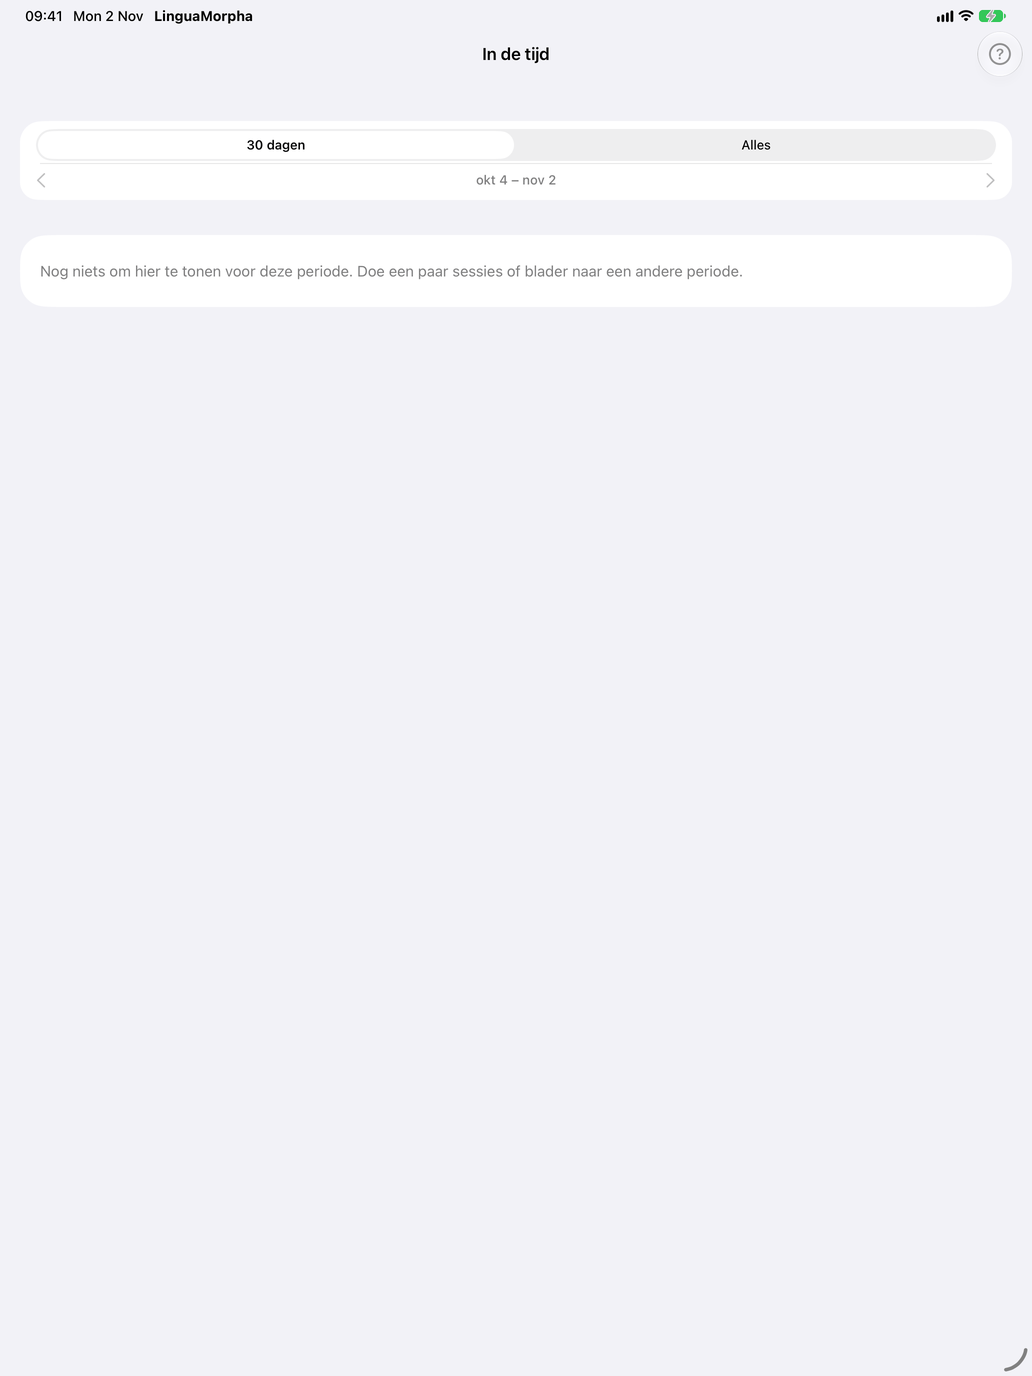 09:41 Mon 2 Nov LinguaMorpha
In de tijd
?
30 dagen
Alles
okt 4 – nov 2
Nog niets om hier te tonen voor deze periode. Doe een paar sessies of blader naar een andere periode.